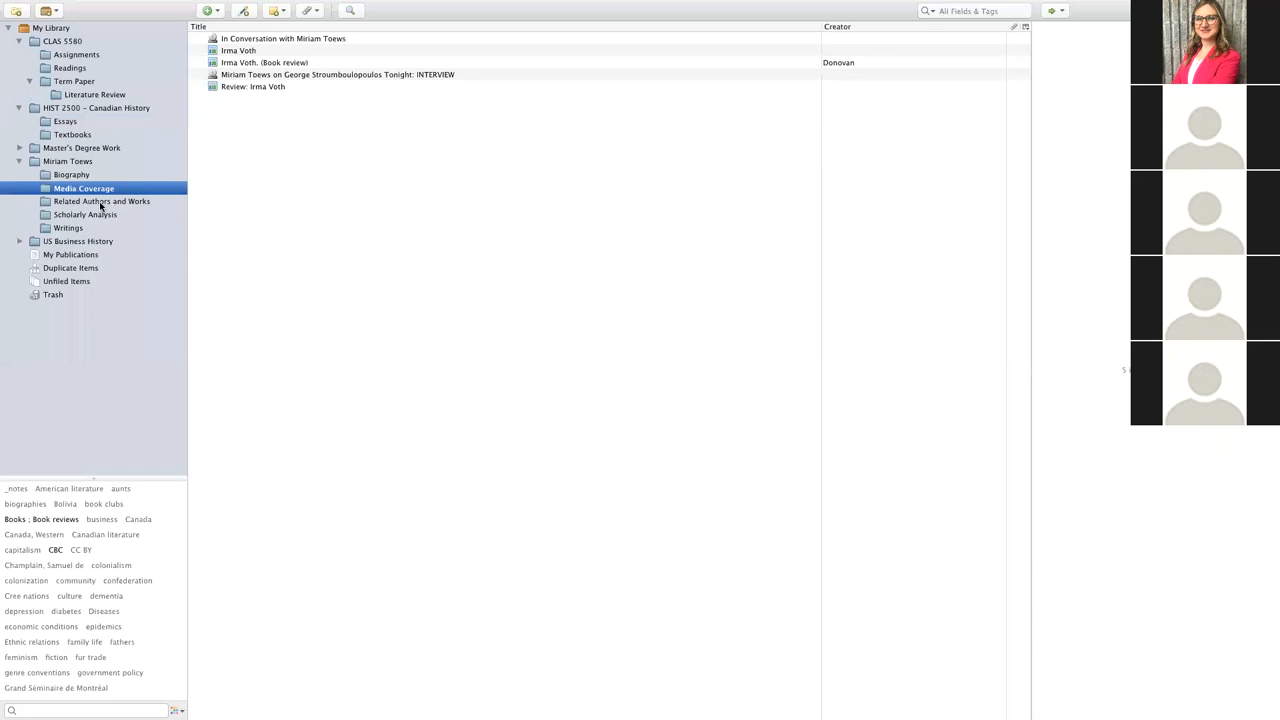 All Fields & Tags
My Library
CLAS 5580
Assignments
Readings
Term Paper
Literature Review
HIST 2500 - Canadian History
Essays
Textbooks
Master's Degree Work
Miriam Toews
Biography
Media Coverage
Related Authors and Works
Scholarly Analysis
Writings
US Business History
My Publications
Duplicate Items
Unfiled Items
Trash
Title Creator
In Conversation with Miriam Toews
Irma Voth
Irma Voth. (Book review) Donovan
Miriam Toews on George Stroumboulopoulos Tonight: INTERVIEW
Review: Irma Voth
5
_notes American literature aunts
biographies Bolivia book clubs
Books ; Book reviews business Canada
Canada, Western Canadian literature
capitalism CBC CC BY
Champlain, Samuel de colonialism
colonization community confederation
Cree nations culture dementia
depression diabetes Diseases
economic conditions epidemics
Ethnic relations family life fathers
feminism fiction fur trade
genre conventions government policy
Grand Séminaire de Montréal